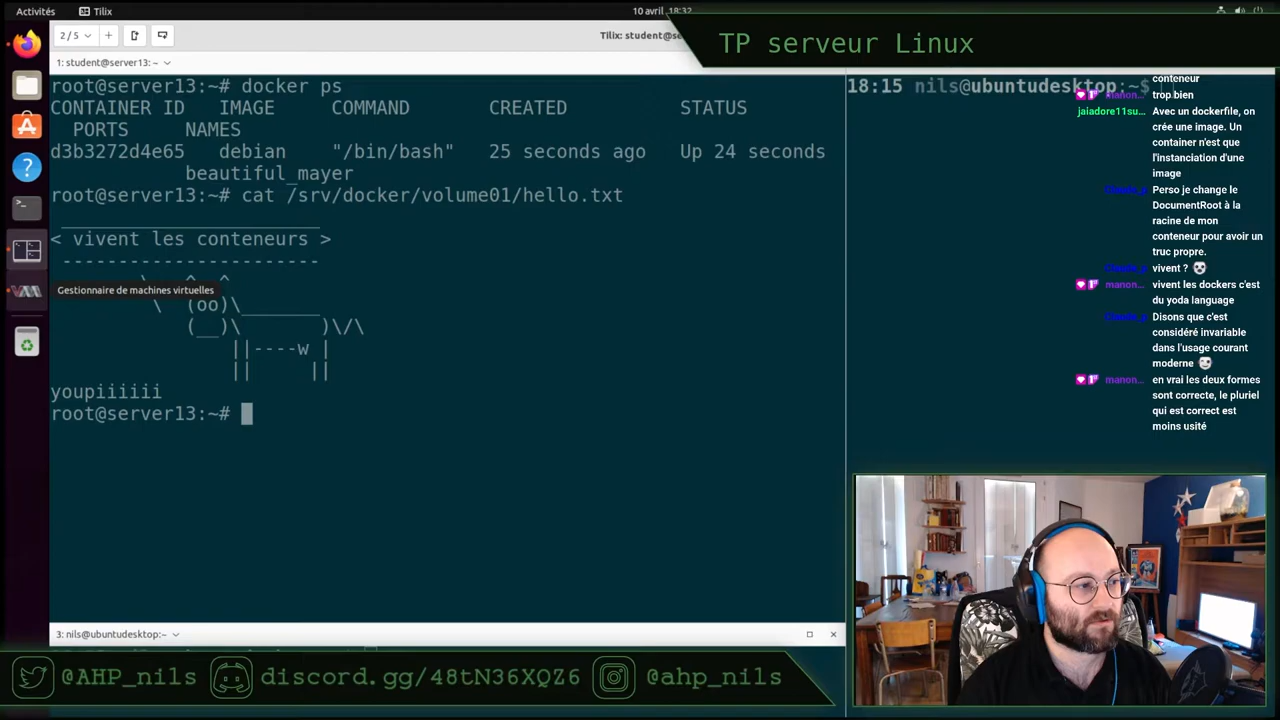 Activités
Tilix
10 avril 18:32
TP serveur Linux
2/5
Tilix: student@se
1: student@server13: ~
root@server13:~# docker ps
CONTAINER ID   IMAGE     COMMAND       CREATED          STATUS
  PORTS     NAMES
d3b3272d4e65   debian    "/bin/bash"   25 seconds ago   Up 24 seconds
            beautiful_mayer
root@server13:~# cat /srv/docker/volume01/hello.txt
< vivent les conteneurs >
Gestionnaire de machines virtuelles
youpiiiiii
root@server13:~#
3: nils@ubuntudesktop: ~
18:15 nils@ubuntudesktop:~$
conteneur
manon... trop bien
jaiadore11su... Avec un dockerfile, on
crée une image. Un
container n'est que
l'instanciation d'une
image
Perso je change le
DocumentRoot à la
racine de mon
conteneur pour avoir un
truc propre.
vivent ?
manon... vivent les dockers c'est
du yoda language
Disons que c'est
considéré invariable
dans l'usage courant
moderne
manon... en vrai les deux formes
sont correcte, le pluriel
qui est correct est
moins usité
@AHP_nils
discord.gg/48tN36XQZ6
@ahp_nils